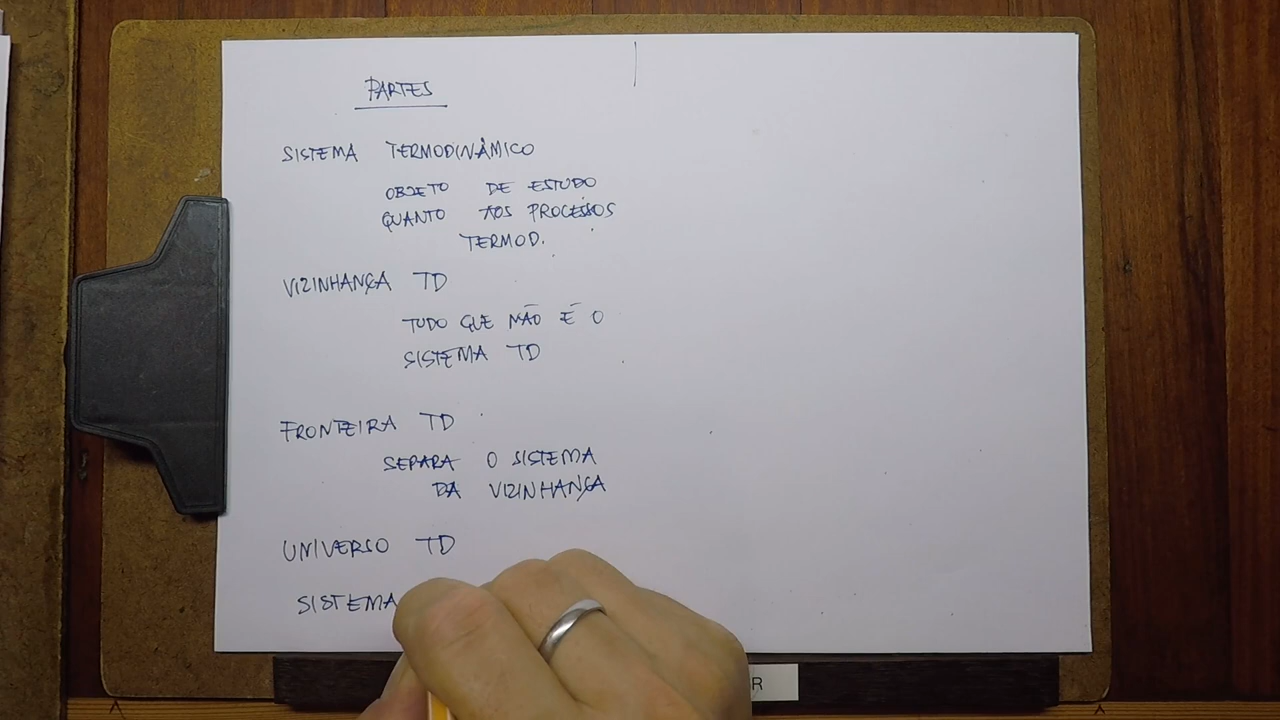 PARTES
SISTEMA TERMODINÂMICO
OBJETO DE ESTUDO
QUANTO AOS PROCESSOS
TERMOD.
VIZINHANÇA TD
TUDO QUE NÃO É O
SISTEMA TD
FRONTEIRA TD
SEPARA O SISTEMA
DA VIZINHANÇA
UNIVERSO TD
SISTEMA
R